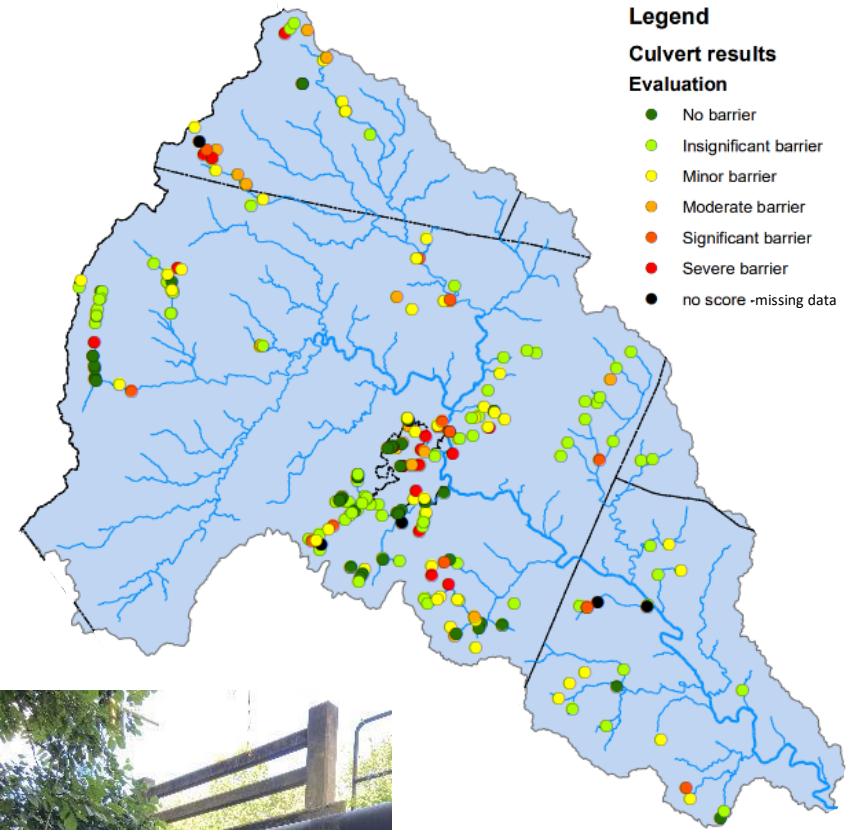 Legend
Culvert results
Evaluation
No barrier
Insignificant barrier
Minor barrier
Moderate barrier
Significant barrier
Severe barrier
no score -missing data